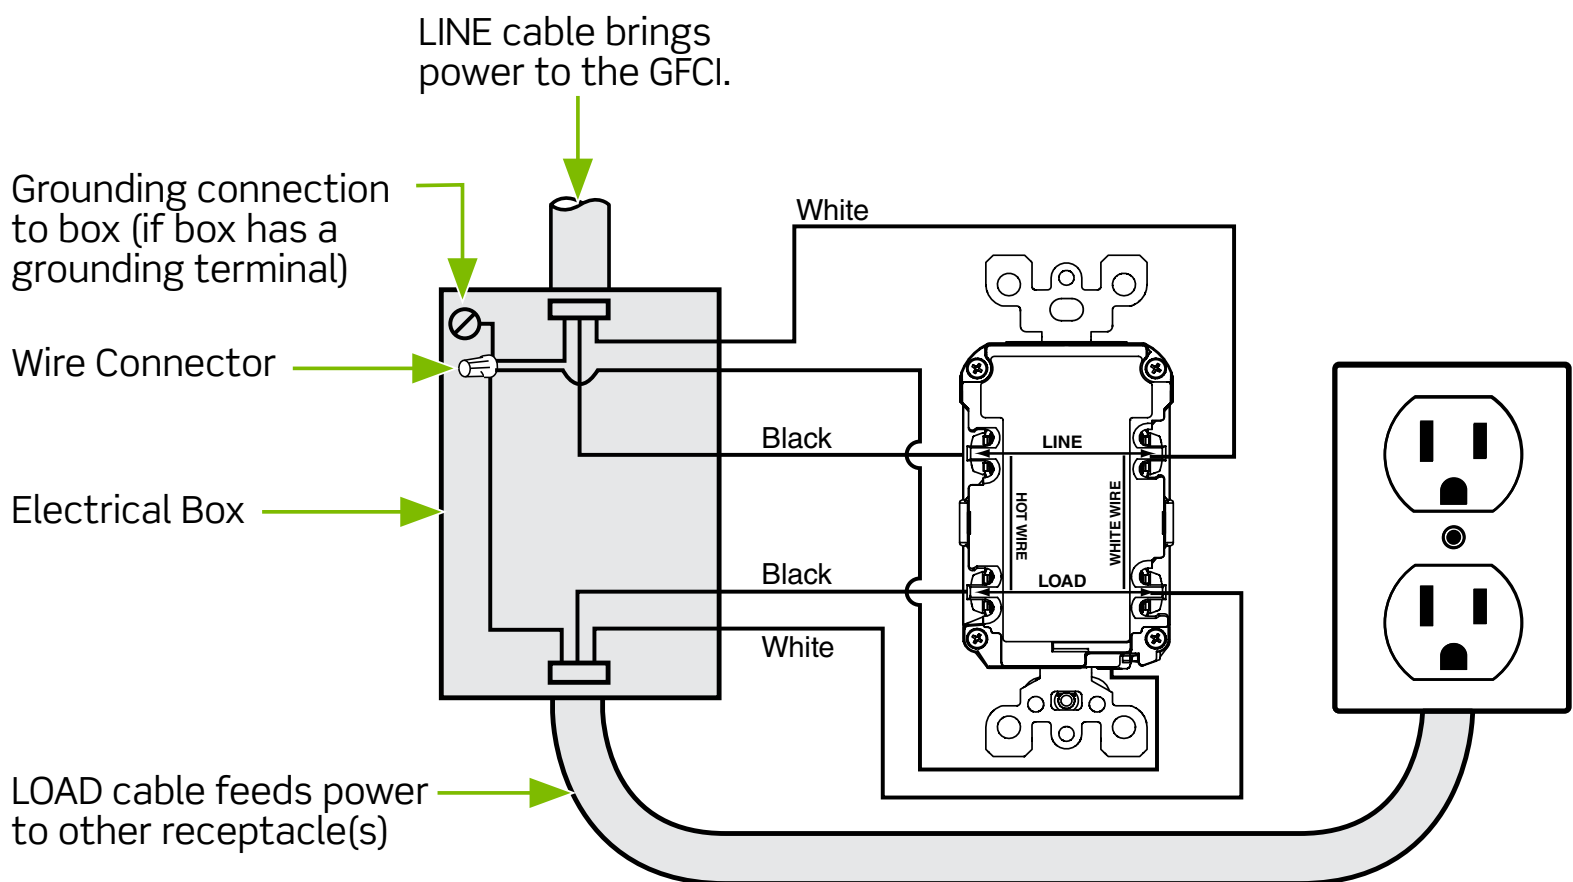 LINE cable brings
power to the GFCI.
Grounding connection
to box (if box has a
grounding terminal)
White
Wire Connector
Black
LINE
Electrical Box
HOT WIRE
WHITE WIRE
Black
LOAD
White
LOAD cable feeds power
to other receptacle(s)